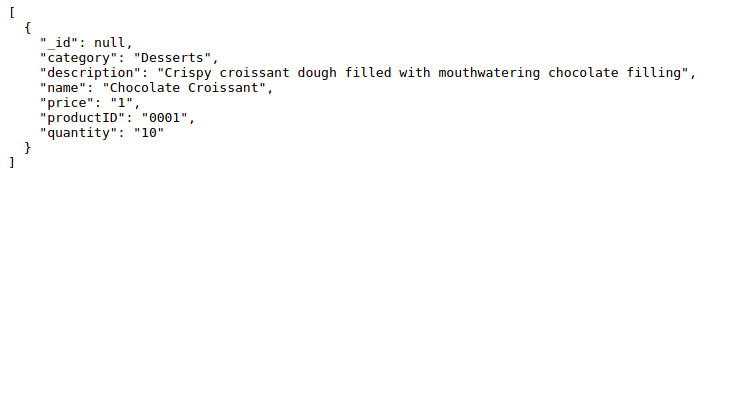 [
  {
    "_id": null,
    "category": "Desserts",
    "description": "Crispy croissant dough filled with mouthwatering chocolate filling",
    "name": "Chocolate Croissant",
    "price": "1",
    "productID": "0001",
    "quantity": "10"
  }
]